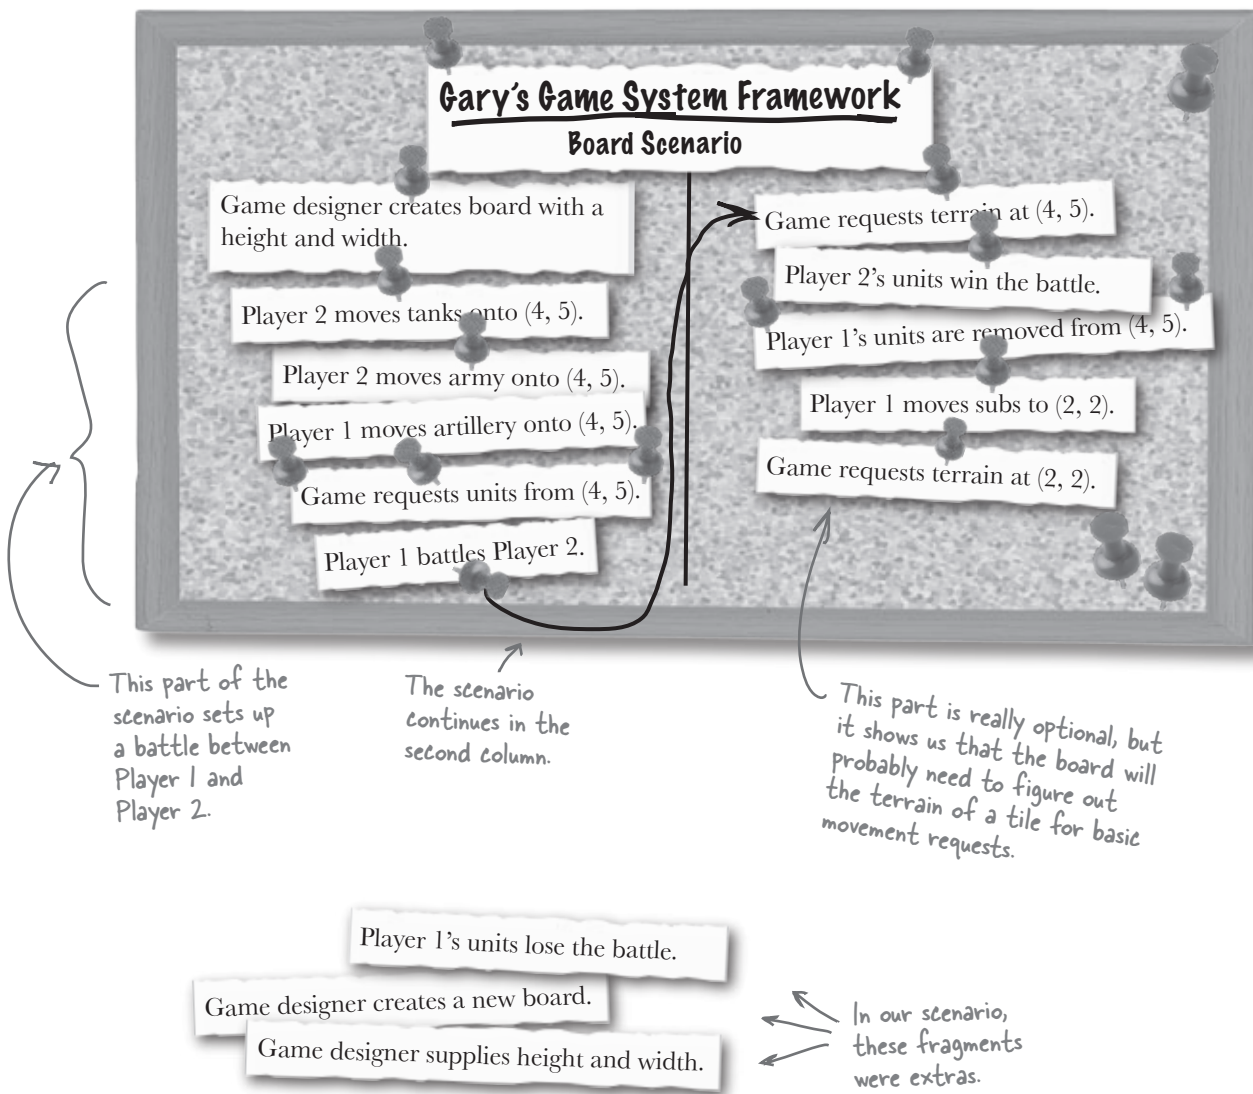 Gary's Game System Framework
Board Scenario
Game designer creates board with a
height and width.
Player 2 moves tanks onto (4, 5).
Player 2 moves army onto (4, 5).
Player 1 moves artillery onto (4, 5).
Game requests units from (4, 5).
Player 1 battles Player 2.
Game requests terrain at (4, 5).
Player 2's units win the battle.
Player 1's units are removed from (4, 5).
Player 1 moves subs to (2, 2).
Game requests terrain at (2, 2).
This part of the
scenario sets up
a battle between
Player 1 and
Player 2.
The scenario
continues in the
second column.
This part is really optional, but
it shows us that the board will
probably need to figure out
the terrain of a tile for basic
movement requests.
Player 1's units lose the battle.
Game designer creates a new board.
Game designer supplies height and width.
In our scenario,
these fragments
were extras.